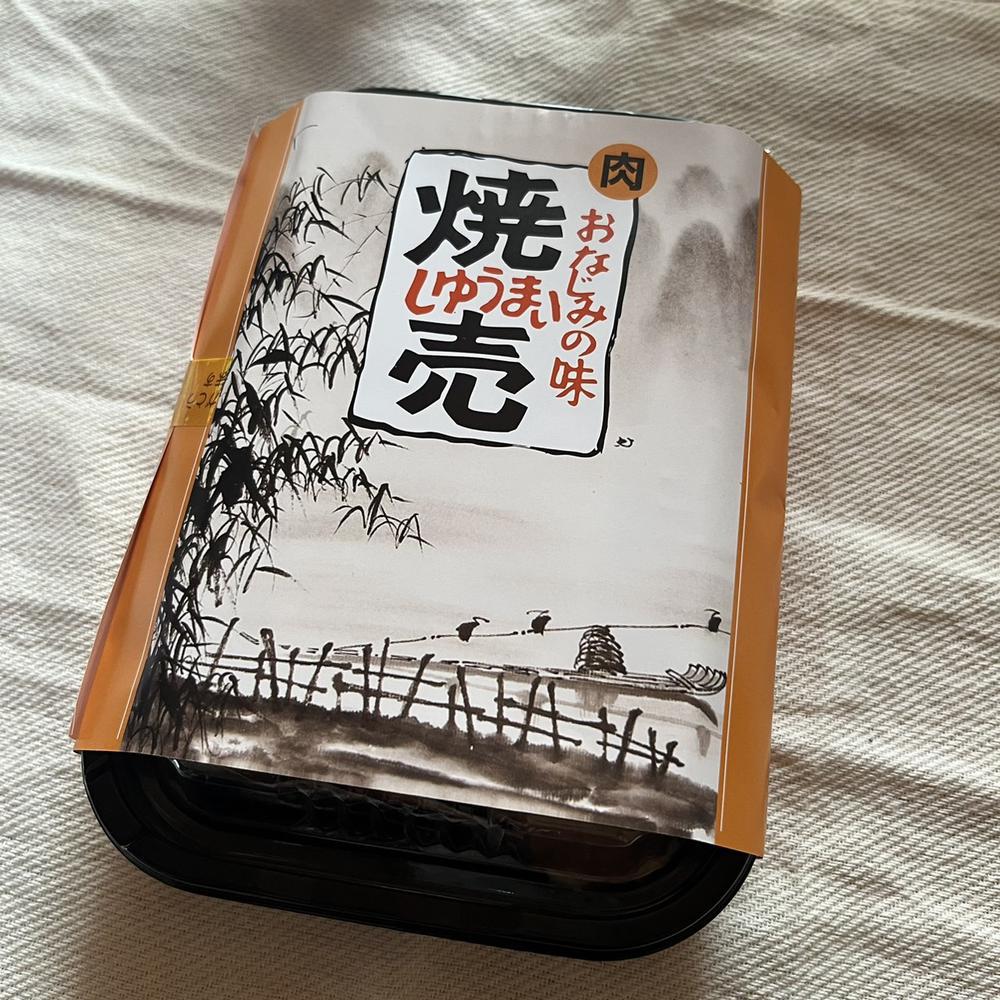 肉
おなじみの味
焼売
しゅうまい